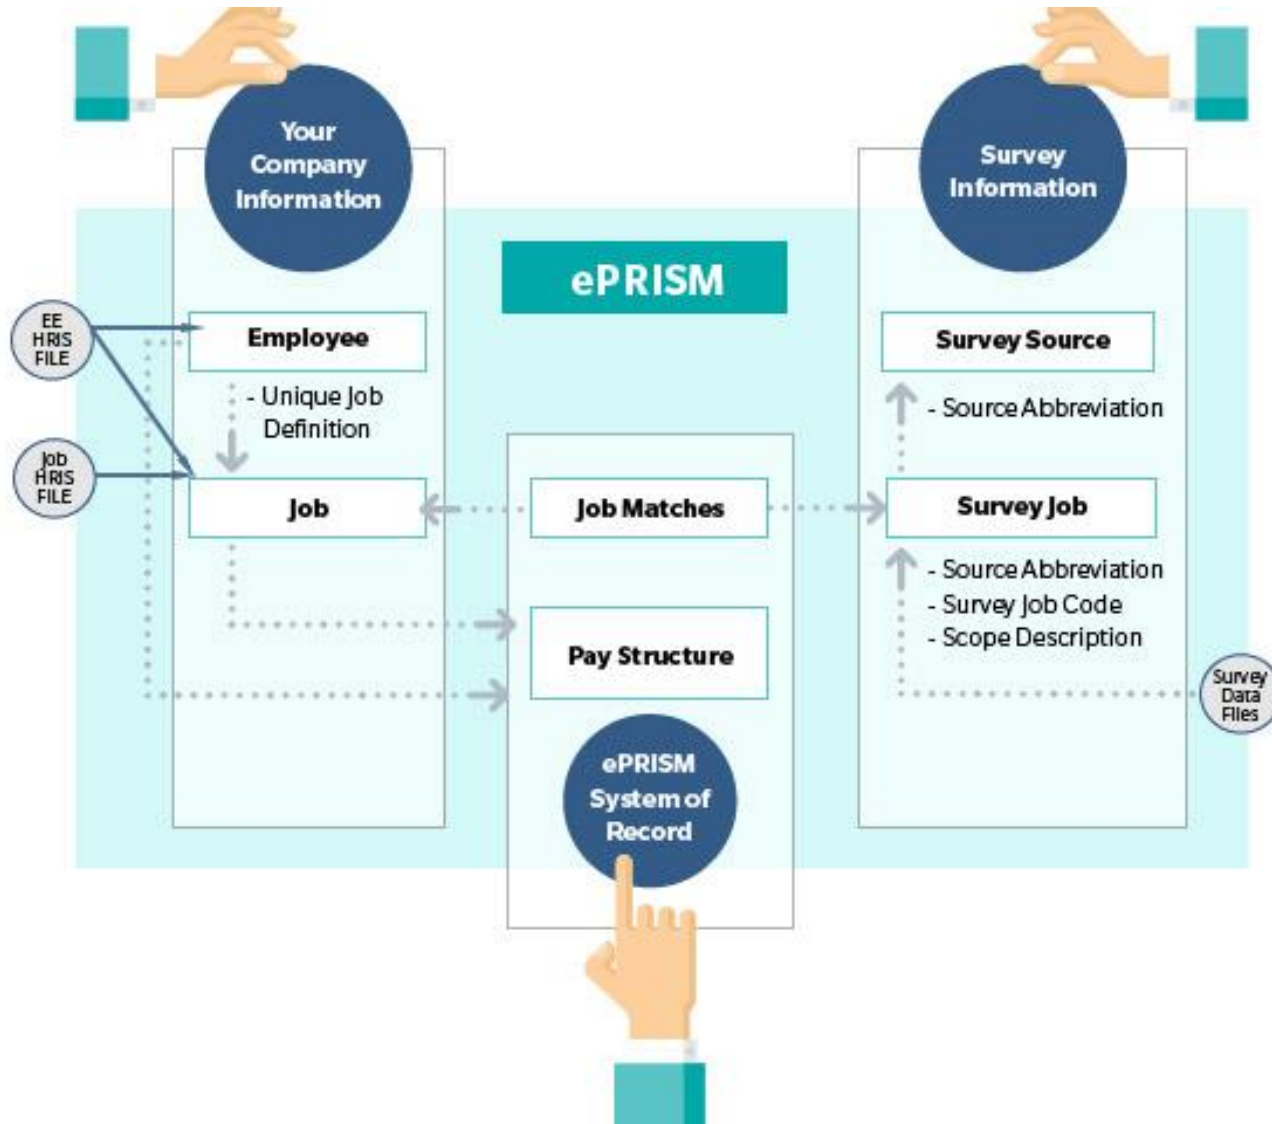 Your
Company
Information
Survey
Information
ePRISM
EE
HRIS
FILE
Employee
- Unique Job
Definition
Job
HRIS
FILE
Job
Job Matches
Pay Structure
ePRISM
System of
Record
Survey Source
- Source Abbreviation
Survey Job
- Source Abbreviation
- Survey Job Code
- Scope Description
Survey
Data
Files